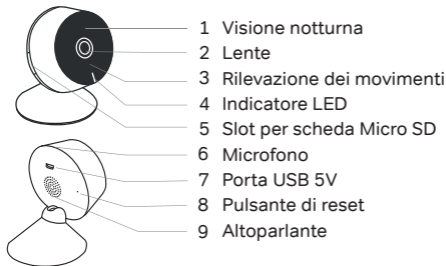 1 Visione notturna
2 Lente
3 Rilevazione dei movimenti
4 Indicatore LED
5 Slot per scheda Micro SD
6 Microfono
7 Porta USB 5V
8 Pulsante di reset
9 Altoparlante